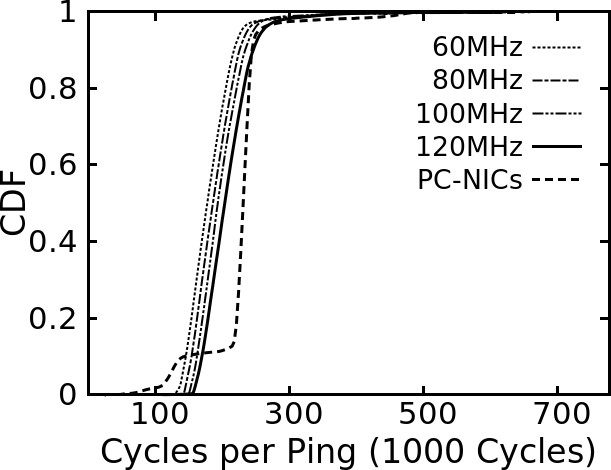 1
0.8
0.6
0.4
0.2
0
CDF
60MHz
80MHz
100MHz
120MHz
PC-NICs
100 300 500 700
Cycles per Ping (1000 Cycles)